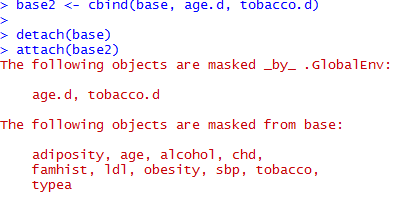 > base2 <- cbind(base, age.d, tobacco.d)
>
> detach(base)
> attach(base2)
The following objects are masked _by_ .GlobalEnv:
age.d, tobacco.d
The following objects are masked from base:
adiposity, age, alcohol, chd,
famhist, ldl, obesity, sbp, tobacco,
typea